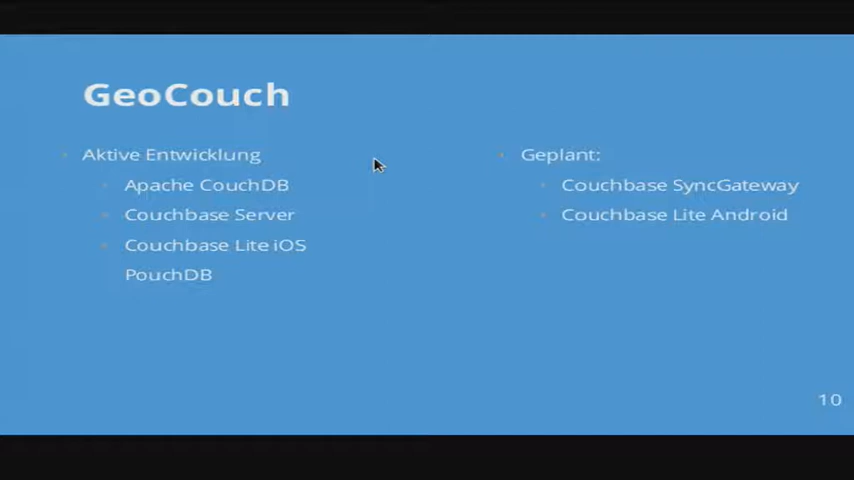 GeoCouch
Aktive Entwicklung
Apache CouchDB
Couchbase Server
Couchbase Lite iOS
PouchDB
Geplant:
Couchbase SyncGateway
Couchbase Lite Android
10